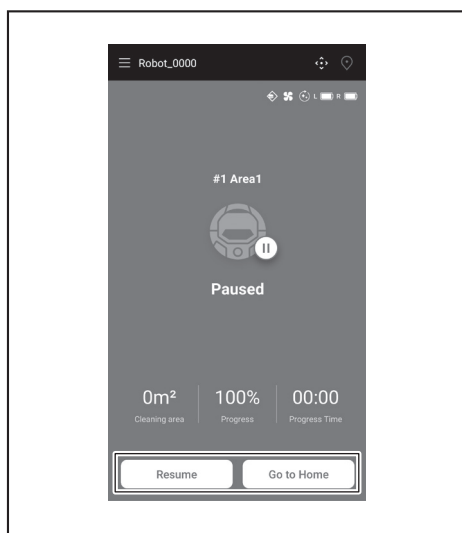 Robot_0000
L R
#1 Area1
Paused
0m² 100% 00:00
Cleaning area Progress Progress Time
Resume Go to Home